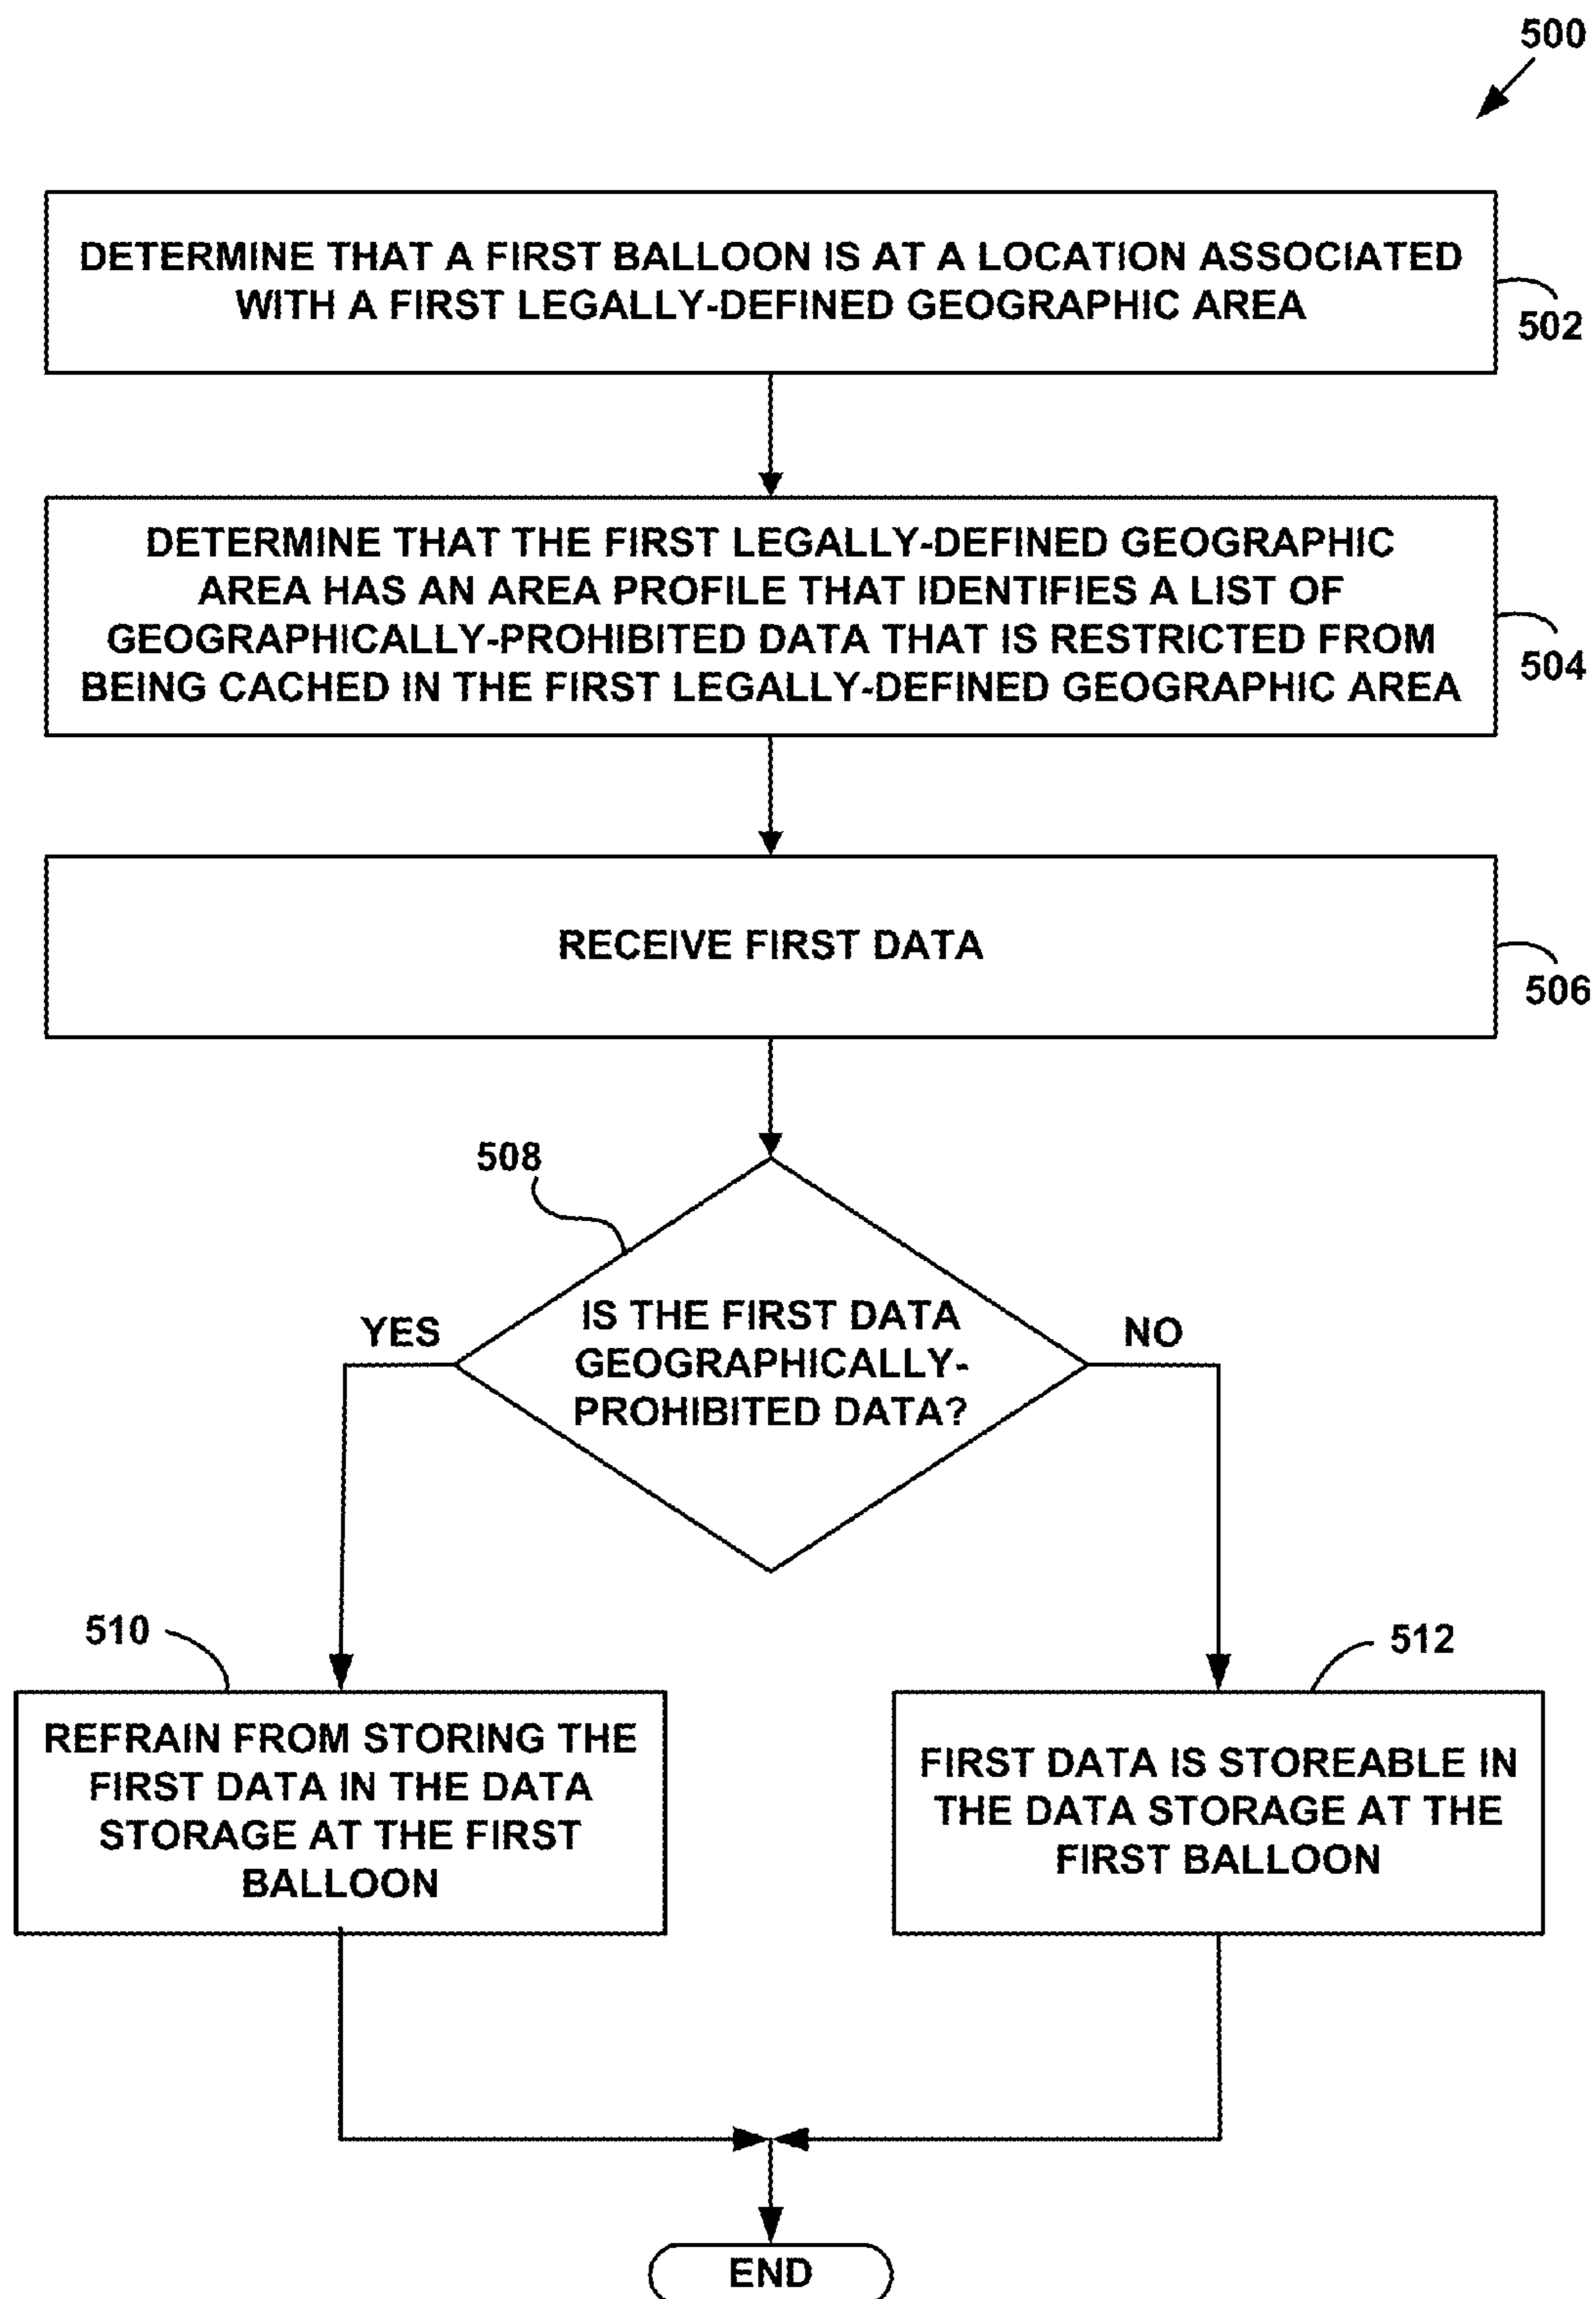 500
DETERMINE THAT A FIRST BALLOON IS AT A LOCATION ASSOCIATED
WITH A FIRST LEGALLY-DEFINED GEOGRAPHIC AREA
502
DETERMINE THAT THE FIRST LEGALLY-DEFINED GEOGRAPHIC
AREA HAS AN AREA PROFILE THAT IDENTIFIES A LIST OF
GEOGRAPHICALLY-PROHIBITED DATA THAT IS RESTRICTED FROM
BEING CACHED IN THE FIRST LEGALLY-DEFINED GEOGRAPHIC AREA
504
RECEIVE FIRST DATA
506
508
IS THE FIRST DATA
GEOGRAPHICALLY-
PROHIBITED DATA?
YES
NO
510
REFRAIN FROM STORING THE
FIRST DATA IN THE DATA
STORAGE AT THE FIRST
BALLOON
512
FIRST DATA IS STOREABLE IN
THE DATA STORAGE AT THE
FIRST BALLOON
END